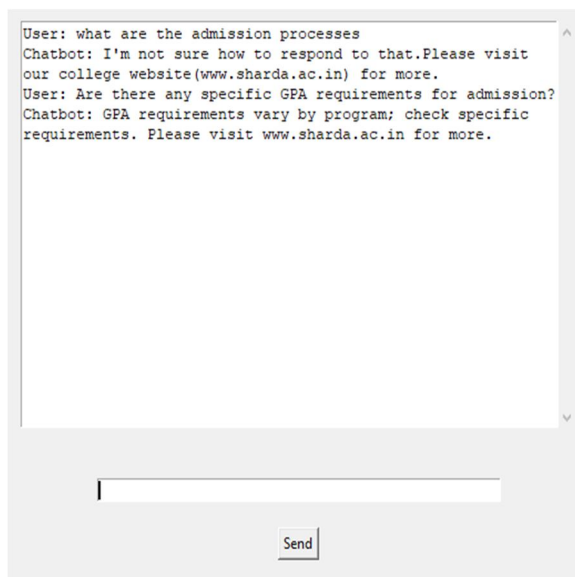 User: what are the admission processes
Chatbot: I'm not sure how to respond to that.Please visit
our college website(www.sharda.ac.in) for more.
User: Are there any specific GPA requirements for admission?
Chatbot: GPA requirements vary by program; check specific
requirements. Please visit www.sharda.ac.in for more.
Send